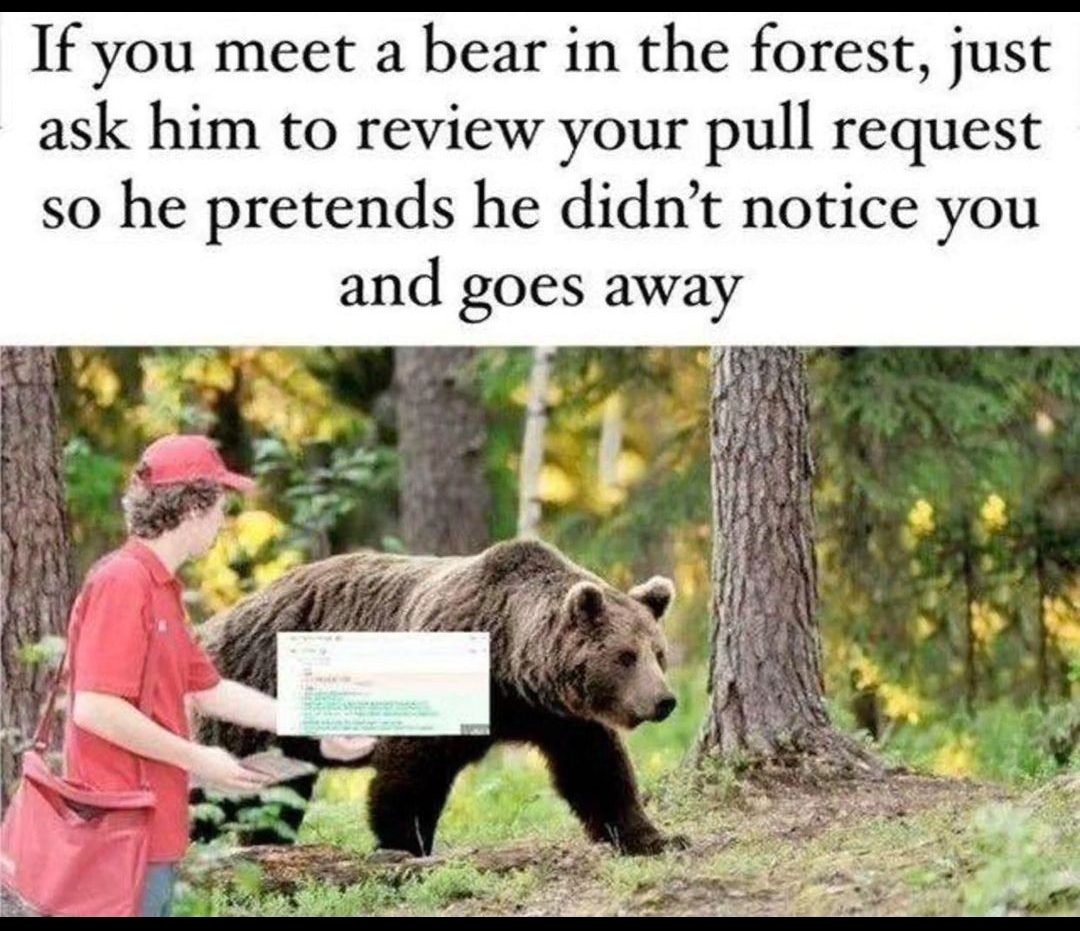 If you meet a bear in the forest, just
ask him to review your pull request
so he pretends he didn’t notice you
and goes away